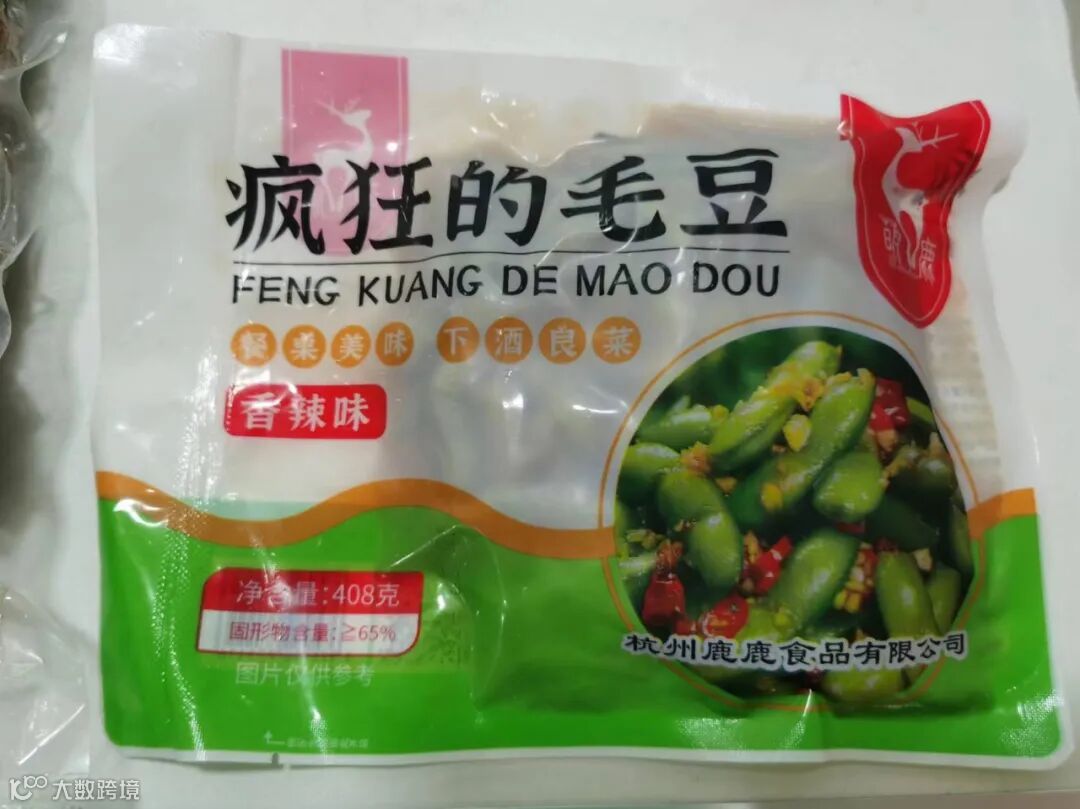 疯狂的毛豆
FENG KUANG DE MAO DOU
餐桌美味 下酒良菜
香辣味
净含量:408克
固形物含量:≥65%
图片仅供参考
杭州鹿鹿食品有限公司
大数跨境